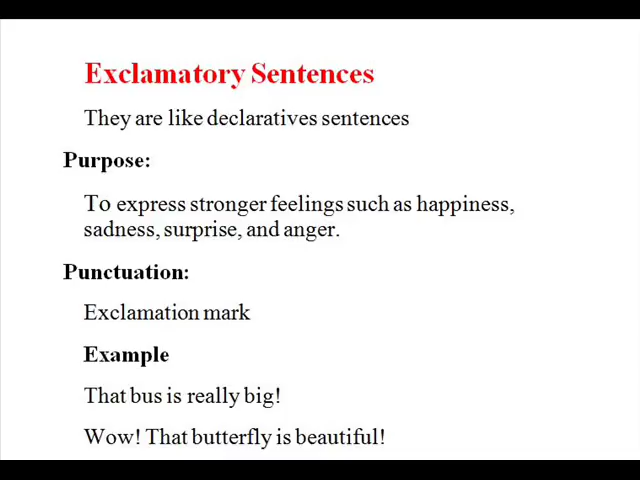 Exclamatory Sentences
They are like declaratives sentences
Purpose:
To express stronger feelings such as happiness,
sadness, surprise, and anger.
Punctuation:
Exclamation mark
Example
That bus is really big!
Wow! That butterfly is beautiful!